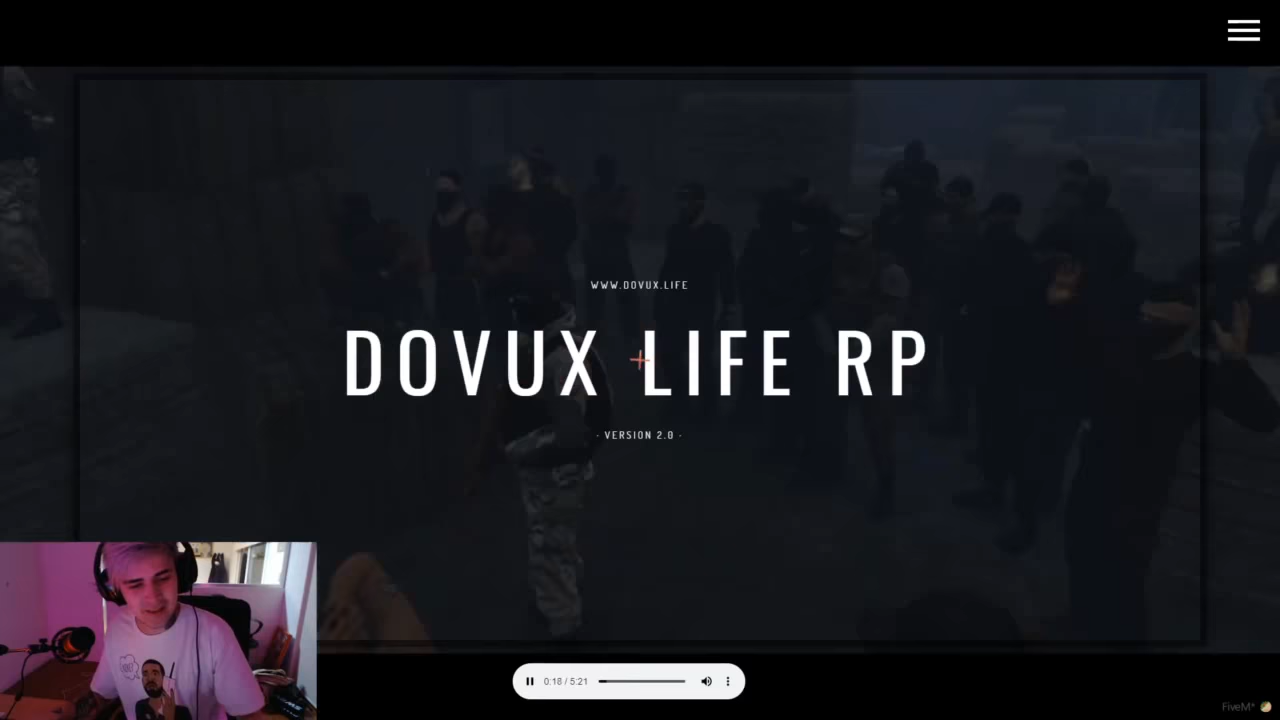 WWW.DOVUX.LIFE
DOVUX LIFE RP
- VERSION 2.0 -
0:18 / 5:21
FiveM*